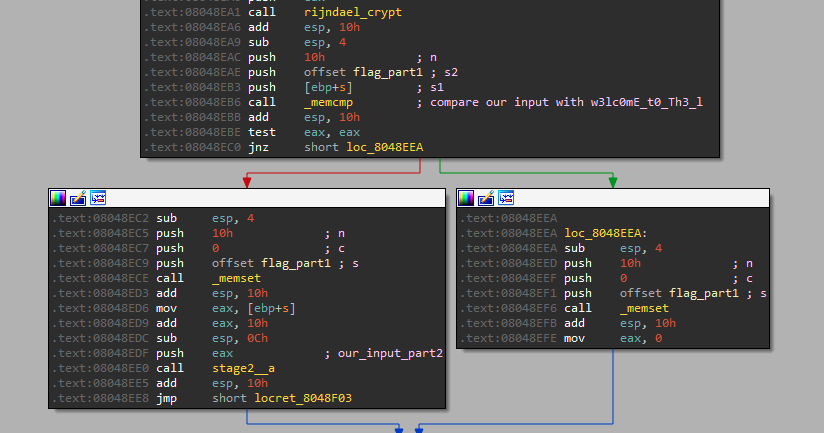 .text:08048EA1 call rijndael_crypt
.text:08048EA6 add esp, 10h
.text:08048EA9 sub esp, 4
.text:08048EAC push 10h ; n
.text:08048EAE push offset flag_part1 ; s2
.text:08048EB3 push [ebp+s] ; s1
.text:08048EB6 call _memcmp ; compare our input with w3lc0mE_t0_Th3_l
.text:08048EBB add esp, 10h
.text:08048EBE test eax, eax
.text:08048EC0 jnz short loc_8048EEA
.text:08048EC2 sub esp, 4
.text:08048EC5 push 10h ; n
.text:08048EC7 push 0 ; c
.text:08048EC9 push offset flag_part1 ; s
.text:08048ECE call _memset
.text:08048ED3 add esp, 10h
.text:08048ED6 mov eax, [ebp+s]
.text:08048ED9 add eax, 10h
.text:08048EDC sub esp, 0Ch
.text:08048EDF push eax ; our_input_part2
.text:08048EE0 call stage2__a
.text:08048EE5 add esp, 10h
.text:08048EE8 jmp short locret_8048F03
.text:08048EEA
.text:08048EEA loc_8048EEA:
.text:08048EEA sub esp, 4
.text:08048EED push 10h ; n
.text:08048EEF push 0 ; c
.text:08048EF1 push offset flag_part1 ; s
.text:08048EF6 call _memset
.text:08048EFB add esp, 10h
.text:08048EFE mov eax, 0